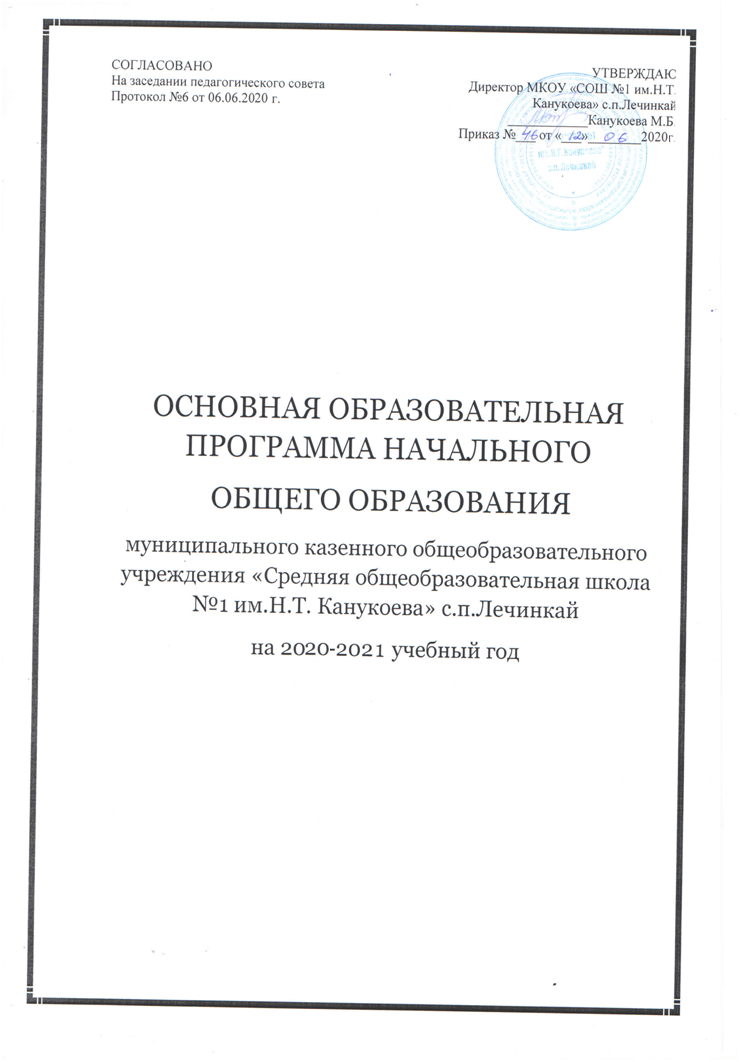 СОГЛАСОВАНО
На заседании педагогического совета
Протокол №6 от 06.06.2020 г.
УТВЕРЖДАЮ
Директор МКОУ «СОШ №1 им.Н.Т.
Канукоева» с.п.Лечинкай
____________Канукоева М.Б.
Приказ № 46 от « 12 » 06 2020г.
ОСНОВНАЯ ОБРАЗОВАТЕЛЬНАЯ
ПРОГРАММА НАЧАЛЬНОГО
ОБЩЕГО ОБРАЗОВАНИЯ
муниципального казенного общеобразовательного
учреждения «Средняя общеобразовательная школа
№1 им.Н.Т. Канукоева» с.п.Лечинкай
на 2020-2021 учебный год